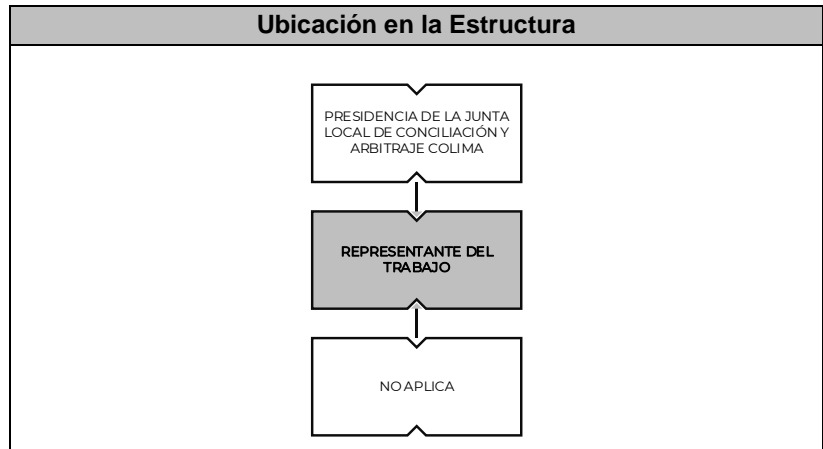 Ubicación en la Estructura
PRESIDENCIA DE LA JUNTA
LOCAL DE CONCILIACIÓN Y
ARBITRAJE COLIMA
REPRESENTANTE DEL
TRABAJO
NO APLICA